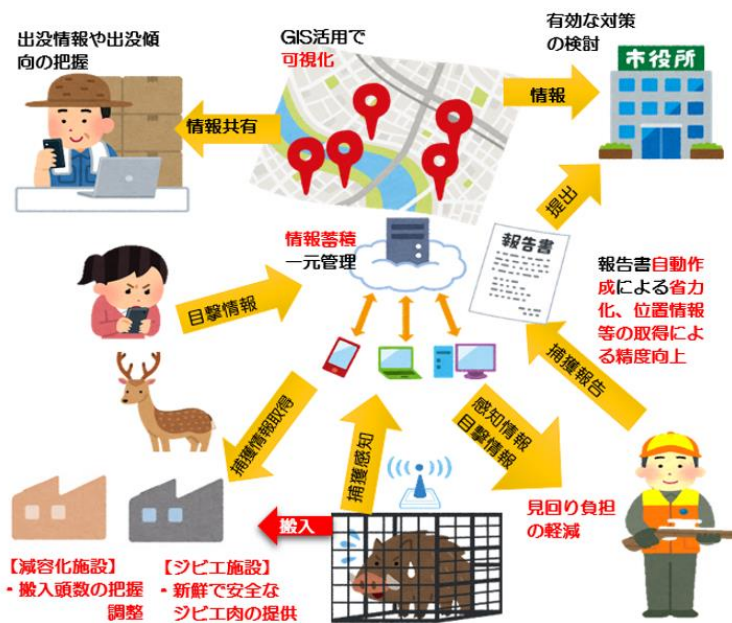 出没情報や出没傾
向の把握
GIS活用で
可視化
有効な対策
の検討
市役所
情報共有
情報
提出
情報蓄積
一元管理
報告書
報告書自動作
成による省力
化、位置情報
等の取得によ
る精度向上
目撃情報
捕獲報告
捕獲情報取得
捕獲感知
感知情報
目撃情報
見回り負担
の軽減
搬入
【減容化施設】
・搬入頭数の把握
調整
【ジビエ施設】
・新鮮で安全な
ジビエ肉の提供